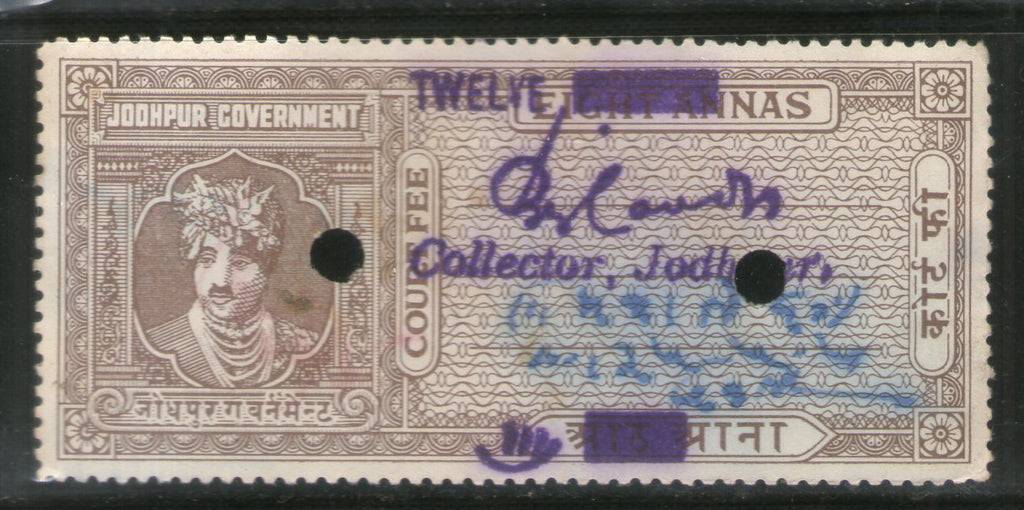 JODHPUR GOVERNMENT
जोधपुर गवर्नमेन्ट
TWELVE
EIGHT ANNAS
COURT FEE
Collector, Jodhpur.
कोर्ट फी
आठ आना